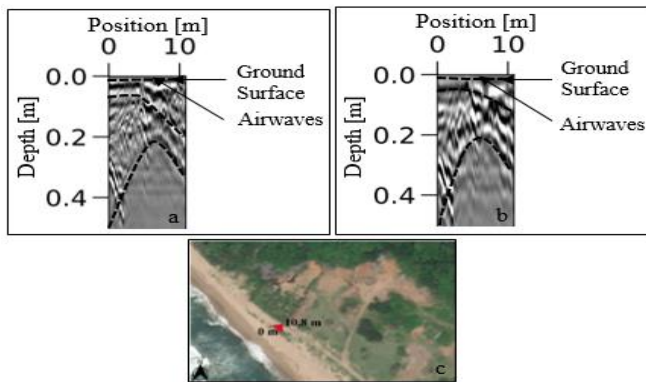 Position [m]
0 10
0.0
0.2
0.4
Depth [m]
Ground
Surface
Airwaves
a
Position [m]
0 10
0.0
0.2
0.4
Depth [m]
Ground
Surface
Airwaves
b
10.8 m
0 m
c